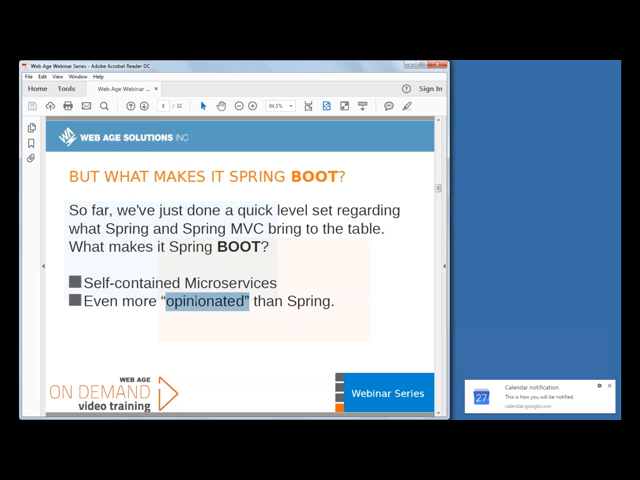 Web Age Webinar Series - Adobe Acrobat Reader DC
File Edit View Window Help
Home Tools Web Age Webinar ... × Sign In
8 / 32 84.5%
WEB AGE SOLUTIONS INC
BUT WHAT MAKES IT SPRING BOOT?
So far, we've just done a quick level set regarding
what Spring and Spring MVC bring to the table.
What makes it Spring BOOT?
Self-contained Microservices
Even more “opinionated” than Spring.
WEB AGE
ON DEMAND
video training
Webinar Series
Calendar notification
27
This is how you will be notified.
calendar.google.com